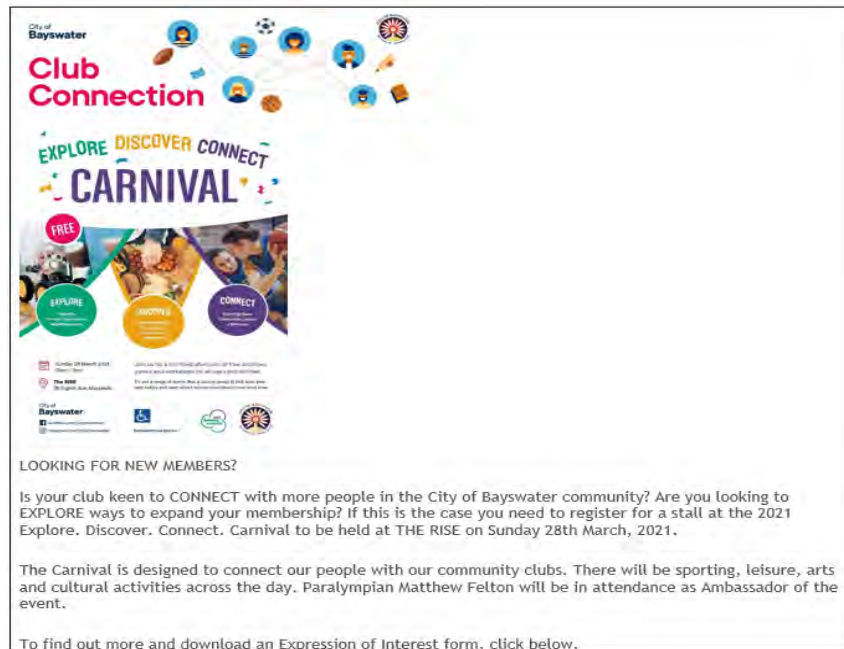 City of
Bayswater
Club
Connection
EXPLORE DISCOVER CONNECT
CARNIVAL
FREE
EXPLORE
DISCOVER
CONNECT
The RISE
City of
Bayswater
LOOKING FOR NEW MEMBERS?
Is your club keen to CONNECT with more people in the City of Bayswater community? Are you looking to
EXPLORE ways to expand your membership? If this is the case you need to register for a stall at the 2021
Explore. Discover. Connect. Carnival to be held at THE RISE on Sunday 28th March, 2021.
The Carnival is designed to connect our people with our community clubs. There will be sporting, leisure, arts
and cultural activities across the day. Paralympian Matthew Felton will be in attendance as Ambassador of the
event.
To find out more and download an Expression of Interest form, click below.